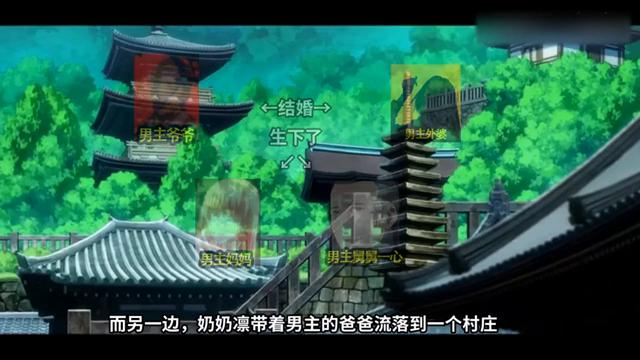 ←结婚→
男主爷爷
男主外婆
生下了
↙↘
男主妈妈
男主舅舅一心
而另一边，奶奶凛带着男主的爸爸流落到一个村庄